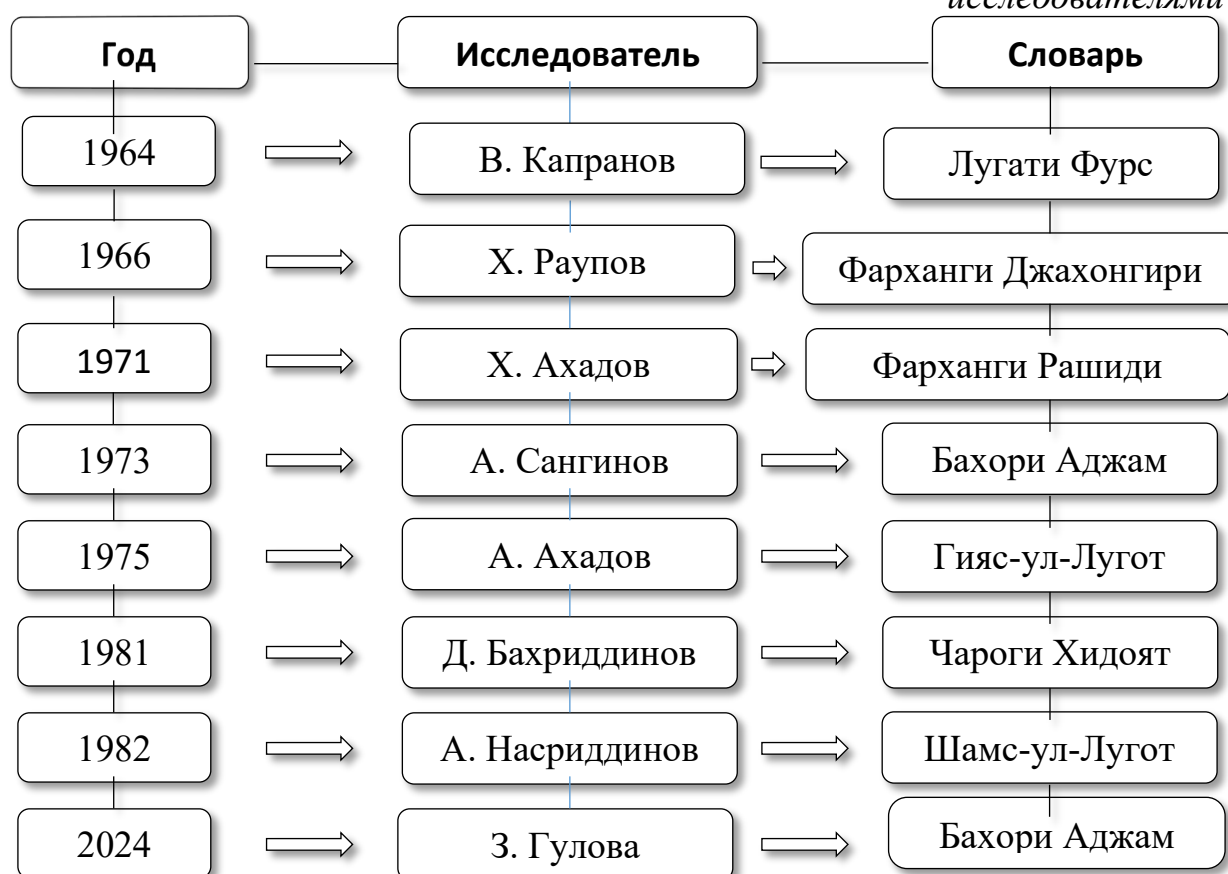 исследователями
Год Исследователь Словарь
1964 В. Капранов Лугати Фурс
1966 Х. Раупов Фарханги Джахонгири
1971 Х. Ахадов Фарханги Рашиди
1973 А. Сангинов Бахори Аджам
1975 А. Ахадов Гияс-ул-Лугот
1981 Д. Бахриддинов Чароги Хидоят
1982 А. Насриддинов Шамс-ул-Лугот
2024 З. Гулова Бахори Аджам